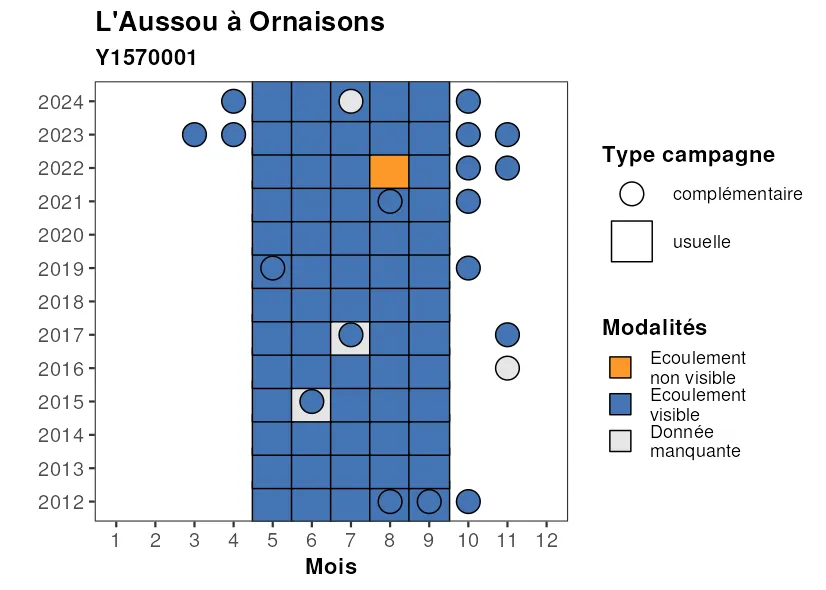 L'Aussou à Ornaisons
Y1570001
2024
2023
2022
2021
2020
2019
2018
2017
2016
2015
2014
2013
2012
1 2 3 4 5 6 7 8 9 10 11 12
Mois
Type campagne
complémentaire
usuelle
Modalités
Ecoulement
non visible
Ecoulement
visible
Donnée
manquante